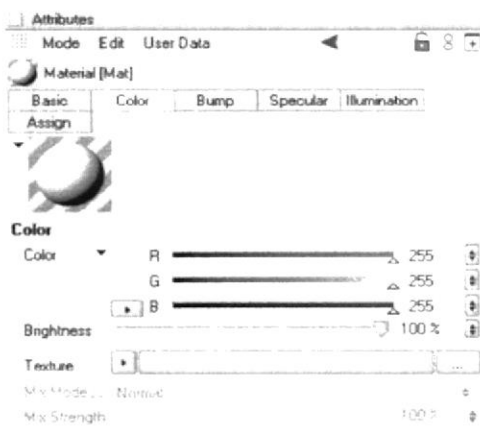 Attributes
Mode Edit User Data
Material [Mat]
Basic Color Bump Specular Illumination
Assign
Color
Color R 255
G 255
B 255
Brightness 100 %
Texture ...
Mix Mode Normal
Mix Strength 100 %